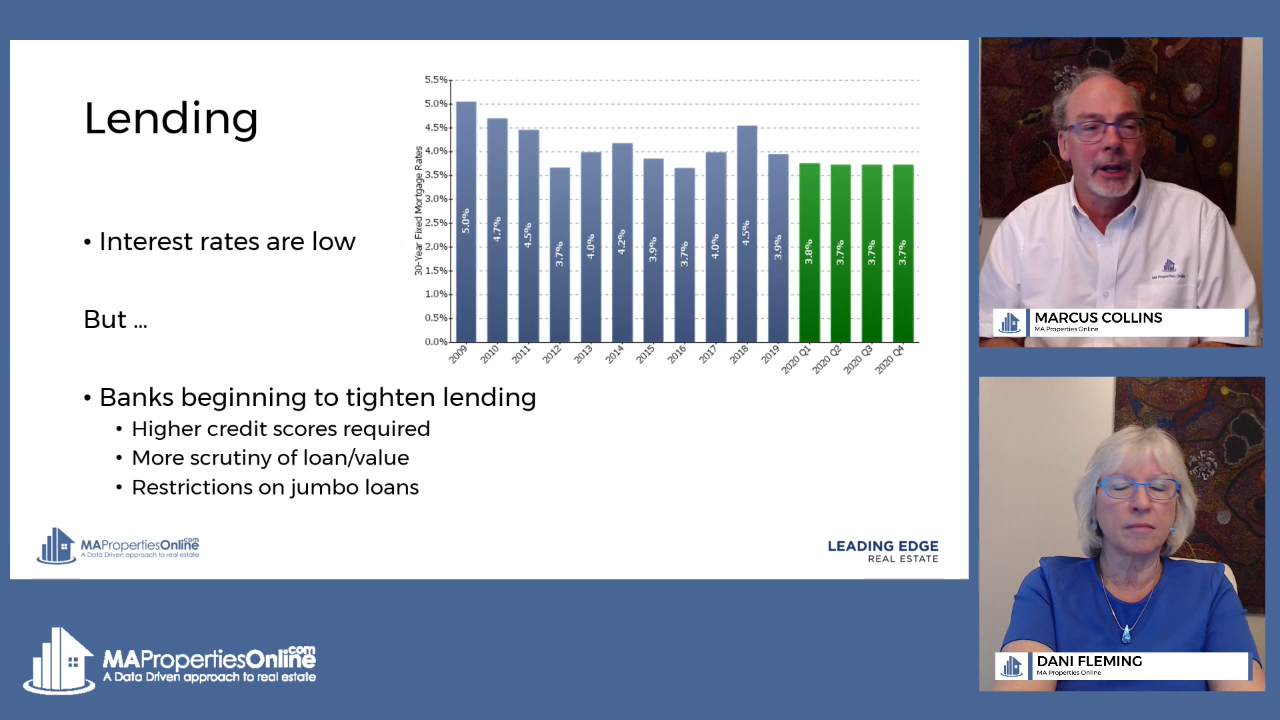 Lending
• Interest rates are low
But ...
• Banks beginning to tighten lending
• Higher credit scores required
• More scrutiny of loan/value
• Restrictions on jumbo loans
30-Year Fixed Mortgage Rates
5.5%
5.0%
4.5%
4.0%
3.5%
3.0%
2.5%
2.0%
1.5%
1.0%
0.5%
0.0%
5.0% 4.7% 4.5% 3.7% 4.0% 4.2% 3.9% 3.7% 4.0% 4.5% 3.9% 3.8% 3.7% 3.7% 3.7%
2009 2010 2011 2012 2013 2014 2015 2016 2017 2018 2019 2020 Q1 2020 Q2 2020 Q3 2020 Q4
MAPropertiesOnline.com
A Data Driven approach to real estate
LEADING EDGE
REAL ESTATE
MA Properties Online
MARCUS COLLINS
MA Properties Online
DANI FLEMING
MA Properties Online
MAPropertiesOnline.com
A Data Driven approach to real estate